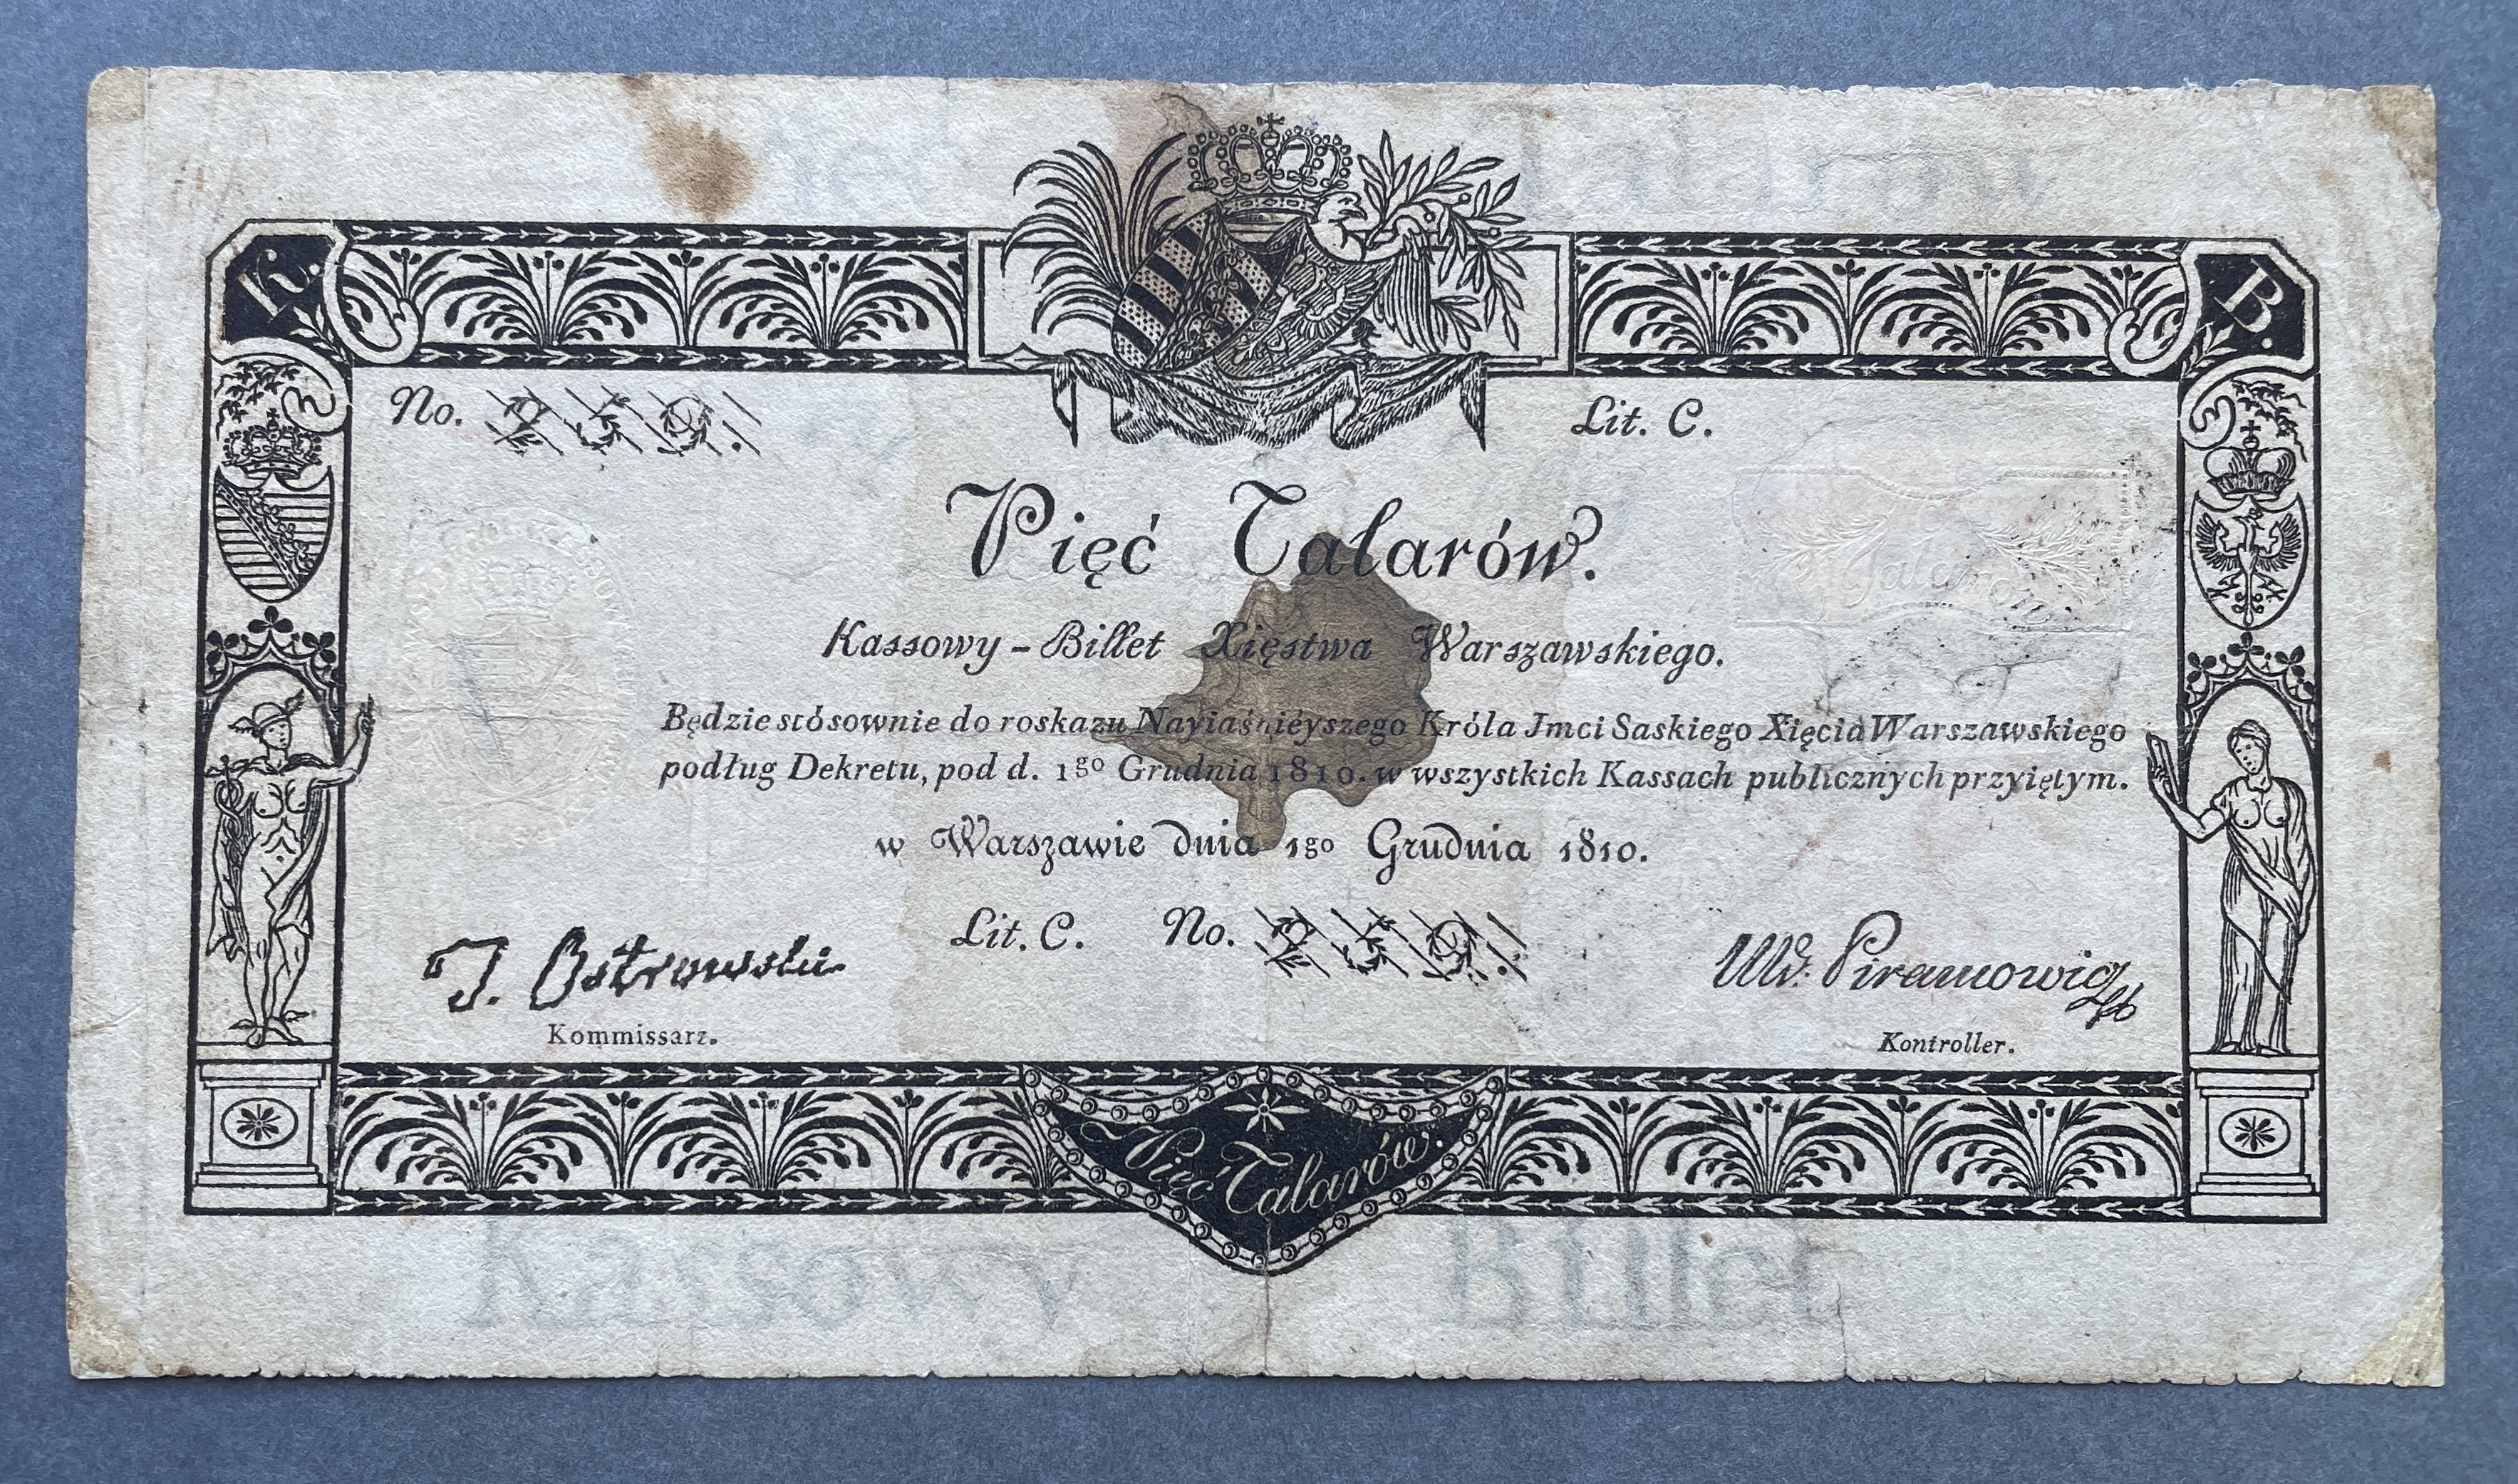 K. B.
No. Lit. C.
Pięć Talarów.
Kassowy-Billet Xięstwa Warszawskiego.
Będzie stósownie do roskazu Nayiaśnieyszego Króla Jmci Saskiego Xięcia Warszawskiego
podług Dekretu, pod d. 1go Grudnia 1810. w wszystkich Kassach publicznych przyiętym.
w Warszawie dnia 1go Grudnia 1810.
Lit. C. No.
J. Ostrowski
Kommissarz.
Piramowicz
Kontroller.
Pięć Talarów.
Kassowy Billet